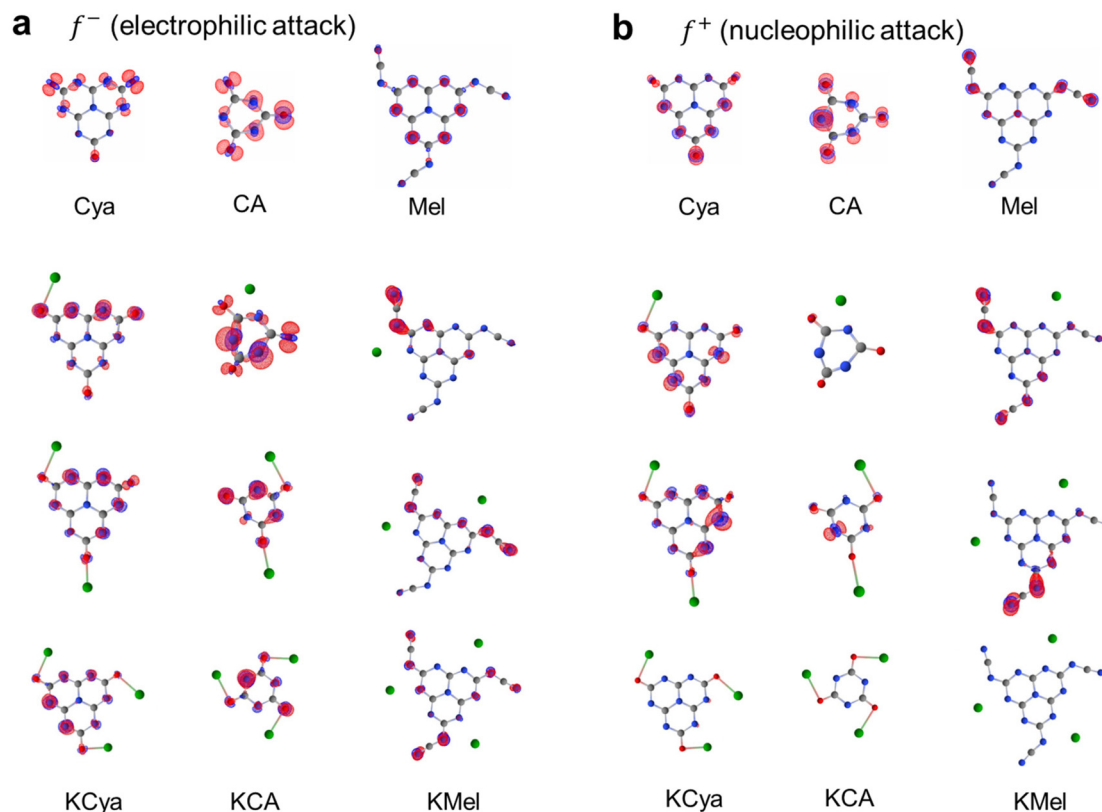 a f⁻ (electrophilic attack)
Cya CA Mel
KCya KCA KMel
b f⁺ (nucleophilic attack)
Cya CA Mel
KCya KCA KMel